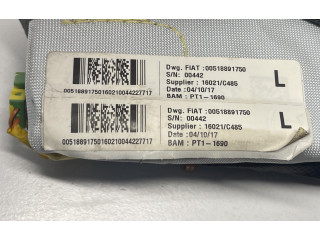 Dwg. FIAT :00518891750
S/N: 00442
Supplier : 16021/C485
Date :04/10/17
BAM : PT1-1690
L
00518891750160210044227717
Dwg. FIAT :00518891750
S/N: 00442
Supplier : 16021/C485
Date :04/10/17
BAM : PT1-1690
L
00518891750160210044227717